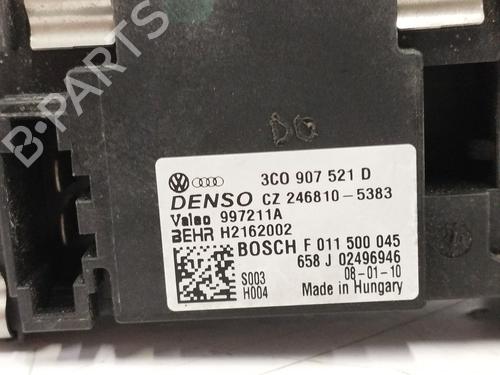 B-PARTS
DG
3C0 907 521 D
DENSO CZ 246810-5383
Valeo 997211A
BEHR H2162002
BOSCH F 011 500 045
658 J 02496946
S003 08-01-10
H004 Made in Hungary